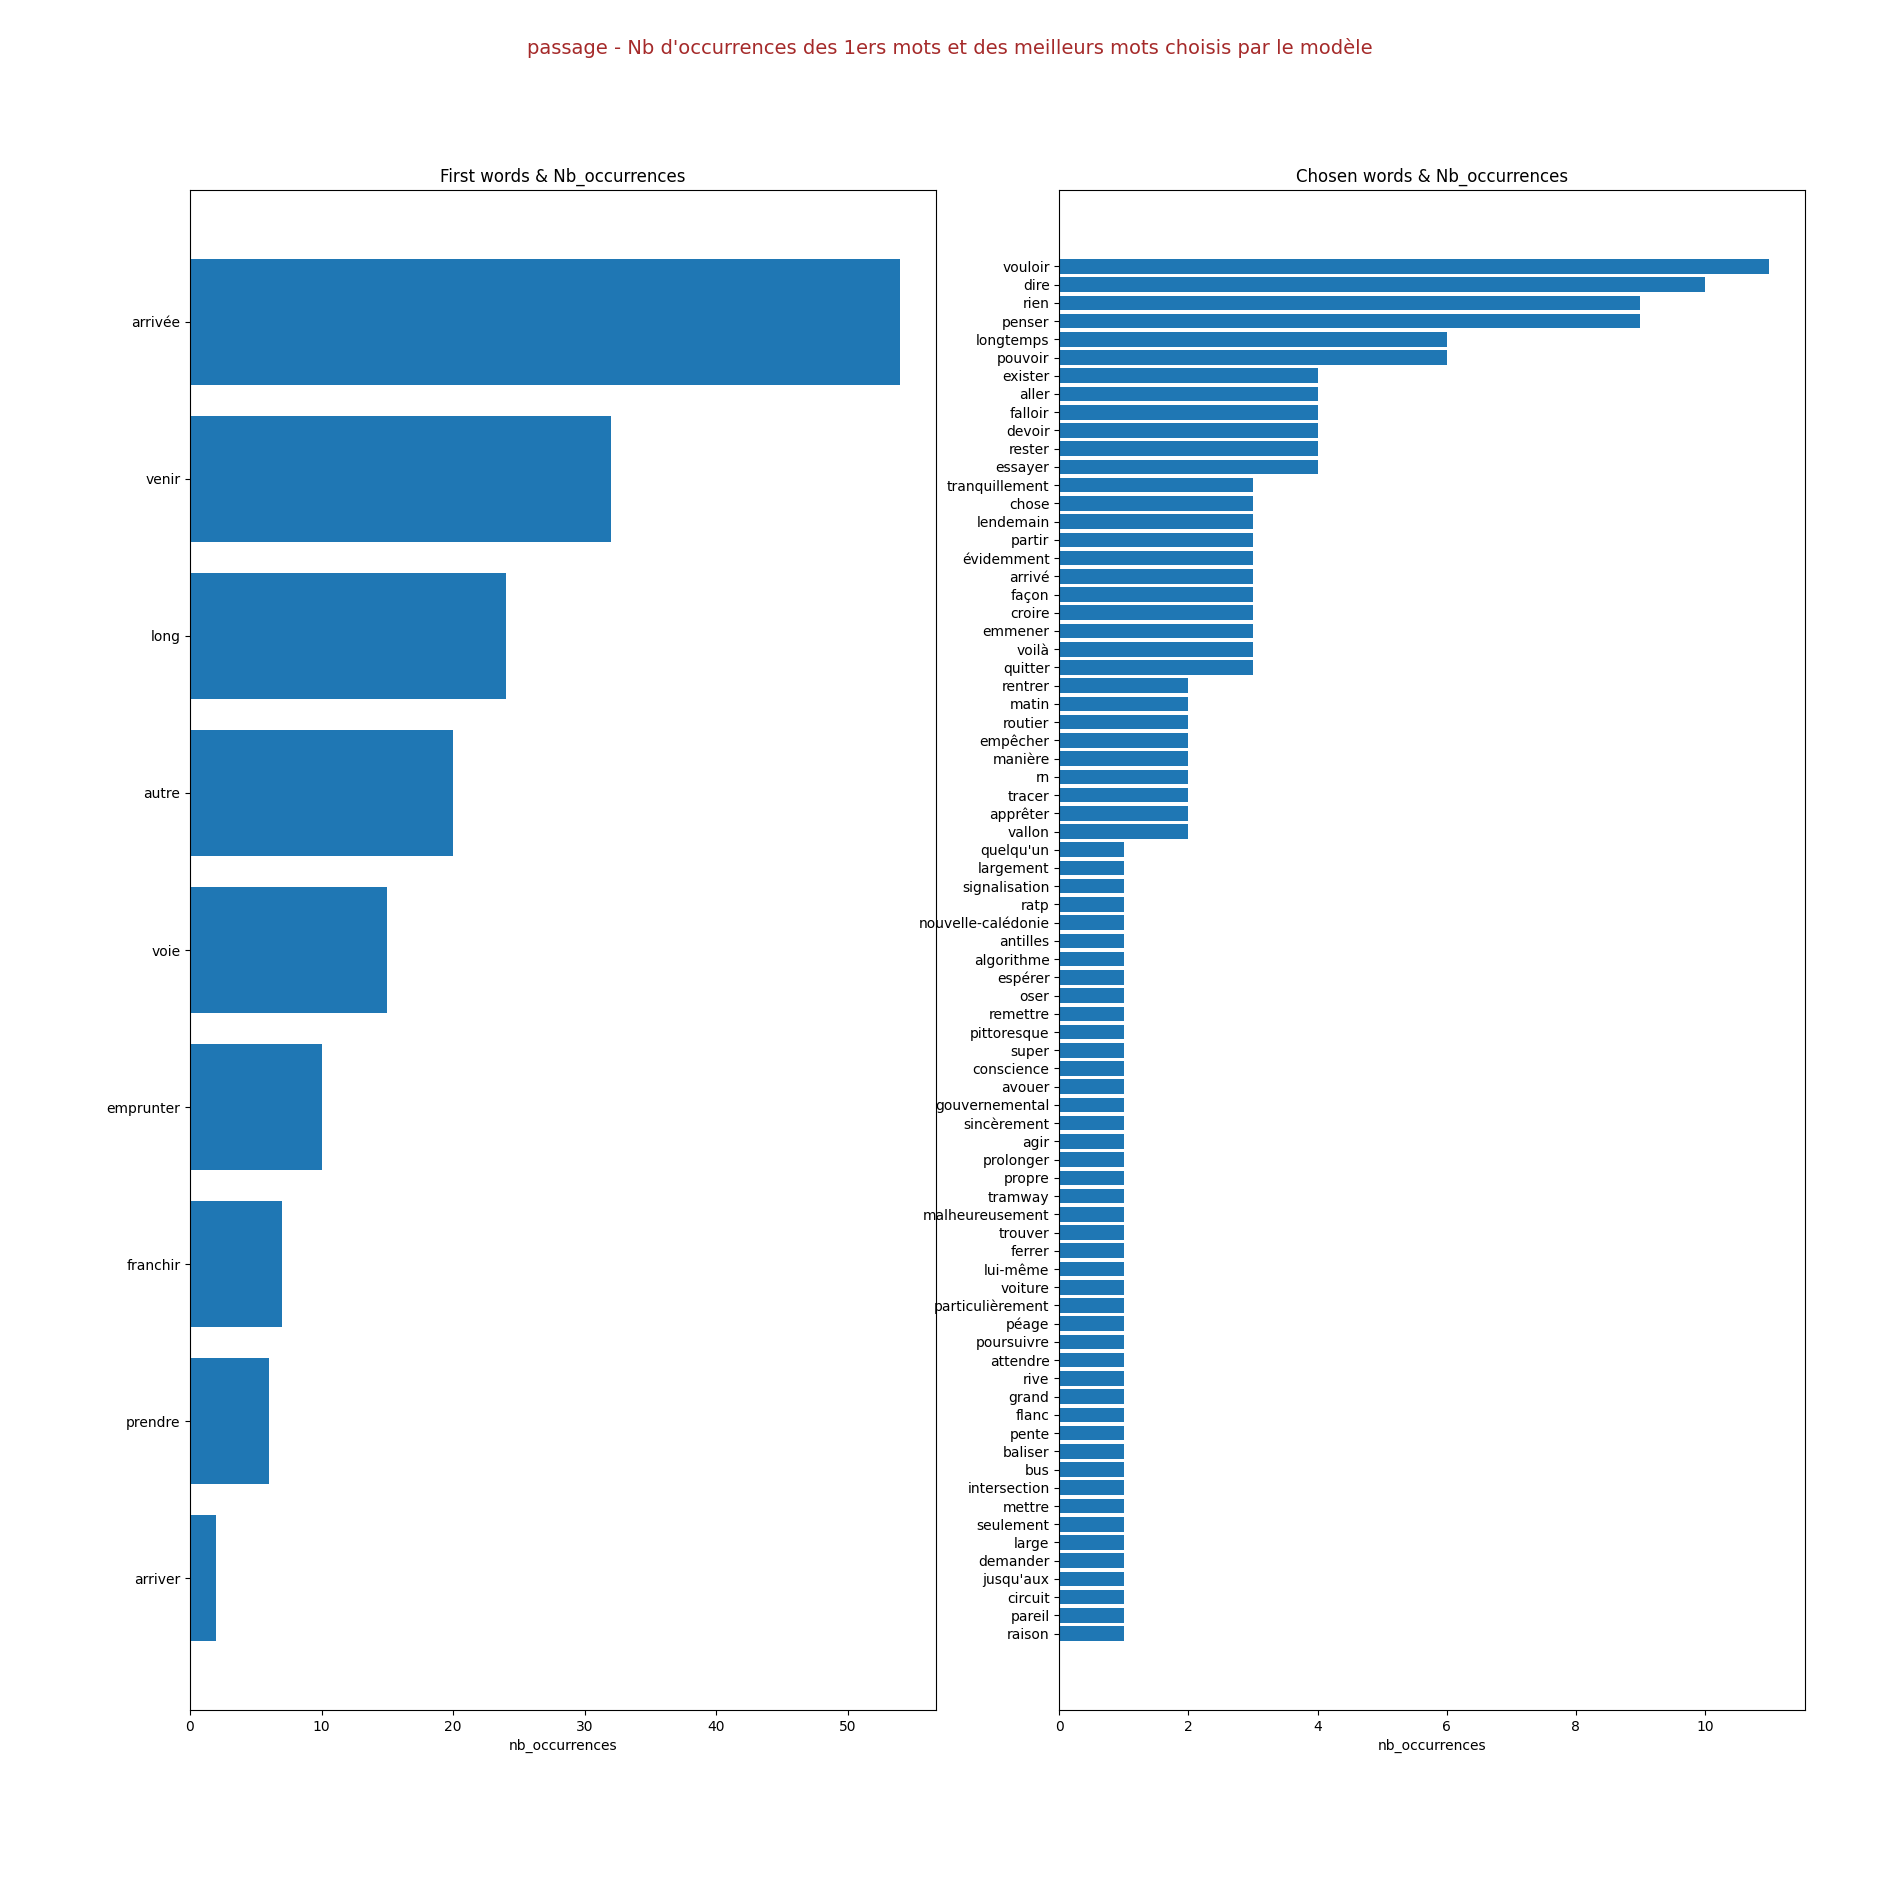 passage - Nb d'occurrences des 1ers mots et des meilleurs mots choisis par le modèle
First words & Nb_occurrences
arrivée
venir
long
autre
voie
emprunter
franchir
prendre
arriver
0 10 20 30 40 50
nb_occurrences
Chosen words & Nb_occurrences
vouloir
dire
rien
penser
longtemps
pouvoir
exister
aller
falloir
devoir
rester
essayer
tranquillement
chose
lendemain
partir
évidemment
arrivé
façon
croire
emmener
voilà
quitter
rentrer
matin
routier
empêcher
manière
rn
tracer
apprêter
vallon
quelqu'un
largement
signalisation
ratp
nouvelle-calédonie
antilles
algorithme
espérer
oser
remettre
pittoresque
super
conscience
avouer
gouvernemental
sincèrement
agir
prolonger
propre
tramway
malheureusement
trouver
ferrer
lui-même
voiture
particulièrement
péage
poursuivre
attendre
rive
grand
flanc
pente
baliser
bus
intersection
mettre
seulement
large
demander
jusqu'aux
circuit
pareil
raison
0 2 4 6 8 10
nb_occurrences